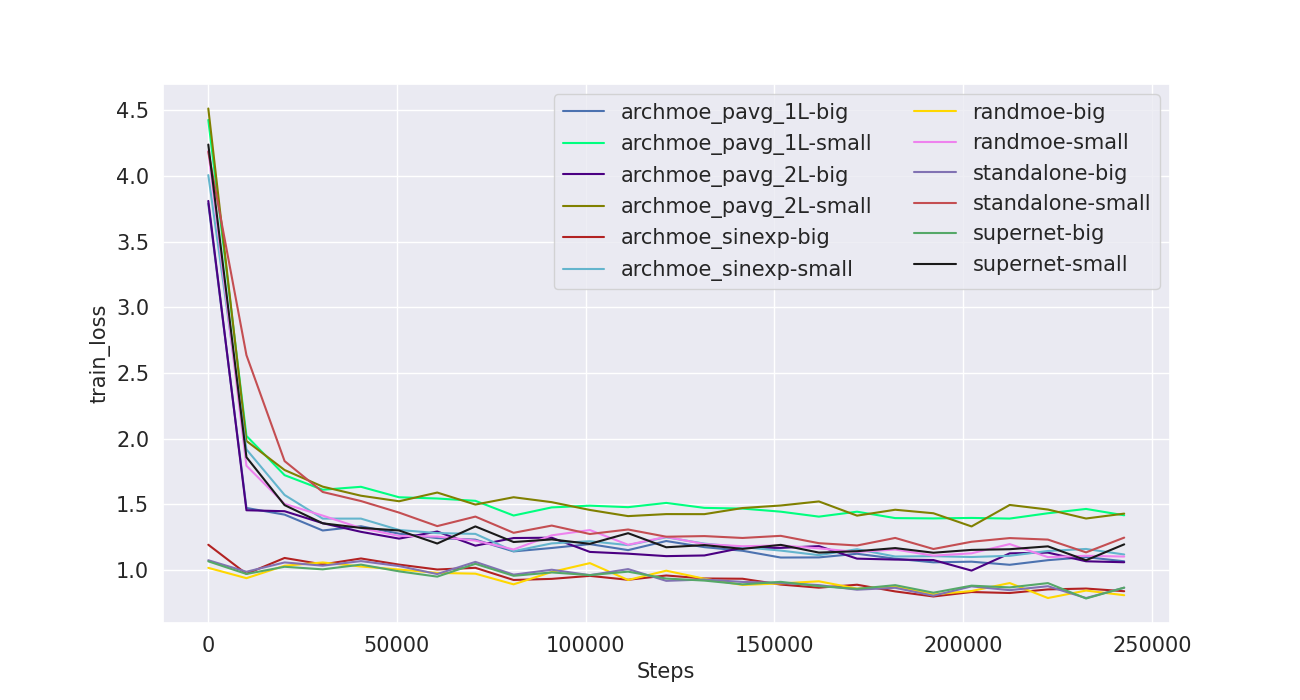 train_loss
4.5
4.0
3.5
3.0
2.5
2.0
1.5
1.0
archmoe_pavg_1L-big
archmoe_pavg_1L-small
archmoe_pavg_2L-big
archmoe_pavg_2L-small
archmoe_sinexp-big
archmoe_sinexp-small
randmoe-big
randmoe-small
standalone-big
standalone-small
supernet-big
supernet-small
0 50000 100000 150000 200000 250000
Steps